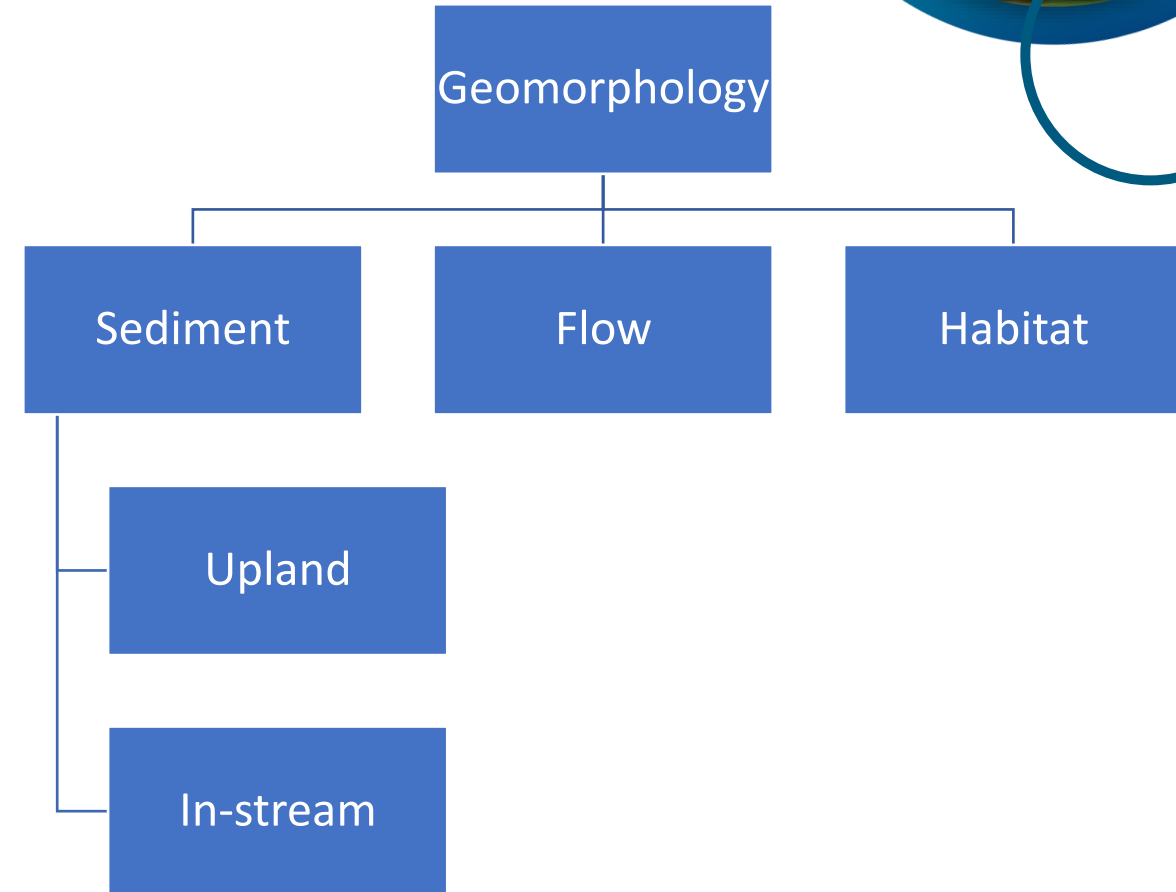 Geomorphology
Sediment
Flow
Habitat
Upland
In-stream